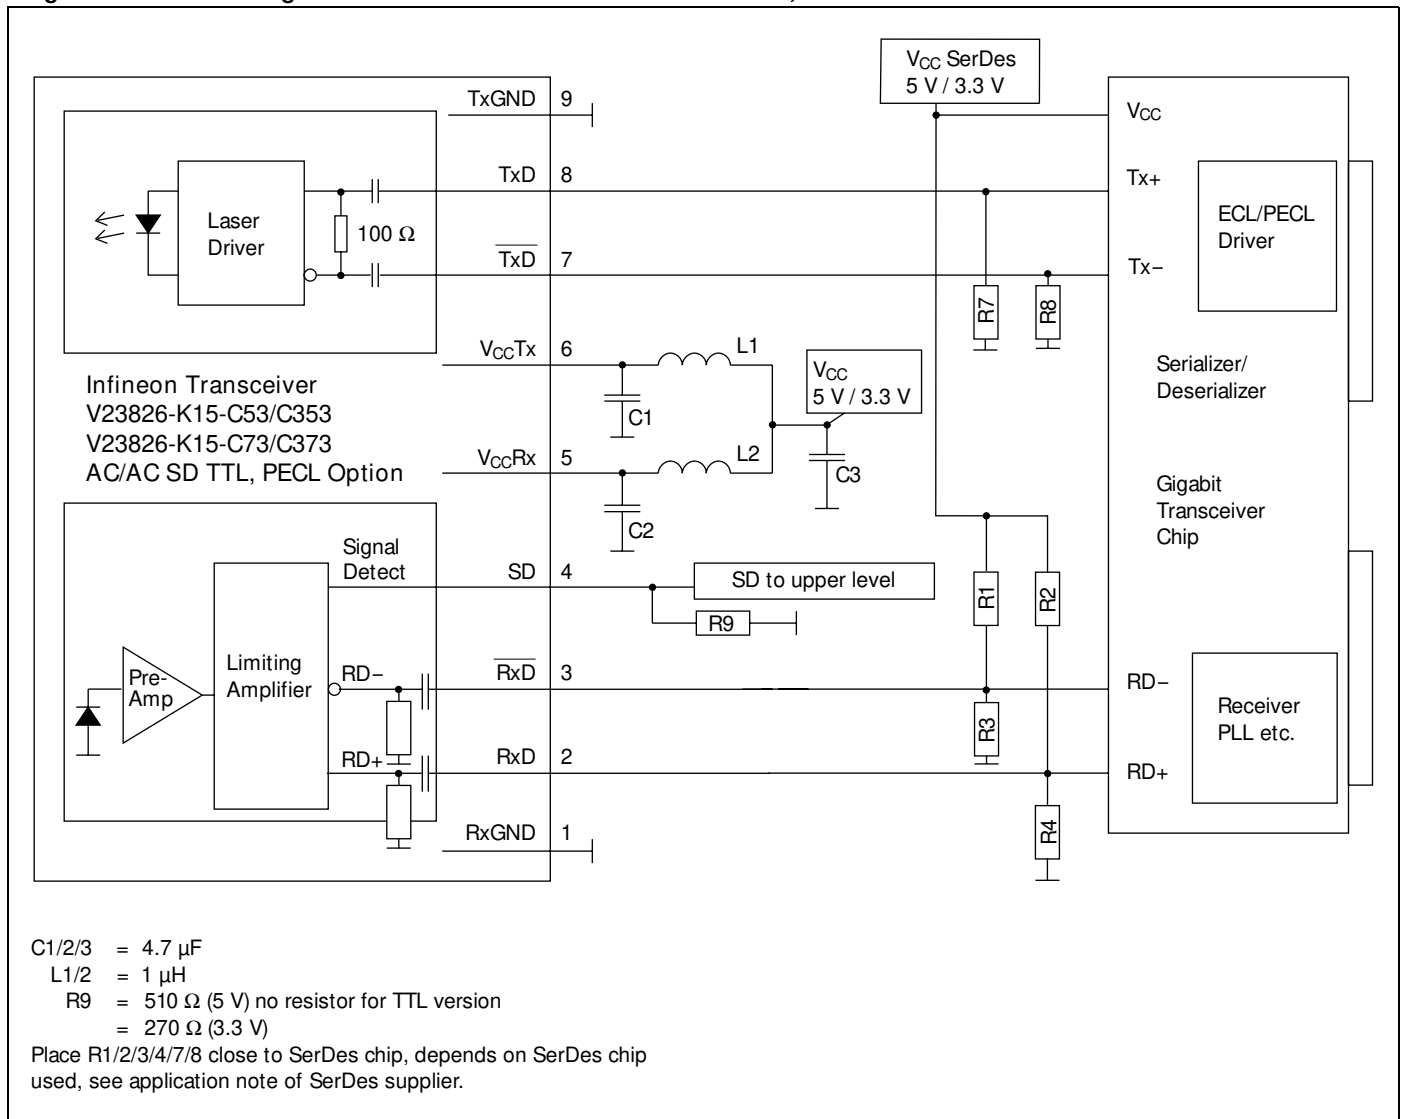 VCC SerDes
5 V / 3.3 V
TxGND 9
VCC
TxD 8
Tx+
Laser
Driver
100 Ω
ECL/PECL
Driver
TxD 7
Tx−
R7
R8
VCCTx 6
L1
VCC
5 V / 3.3 V
C1
Serializer/
Deserializer
Infineon Transceiver
V23826-K15-C53/C353
V23826-K15-C73/C373
AC/AC SD TTL, PECL Option
VCCRx 5
L2
C3
C2
Gigabit
Transceiver
Chip
Signal
Detect
SD 4
SD to upper level
R9
R1
R2
Pre-
Amp
Limiting
Amplifier
RD−
RxD 3
RD−
Receiver
PLL etc.
R3
RD+
RxD 2
RD+
RxGND 1
R4
C1/2/3 = 4.7 µF
L1/2 = 1 µH
R9 = 510 Ω (5 V) no resistor for TTL version
= 270 Ω (3.3 V)
Place R1/2/3/4/7/8 close to SerDes chip, depends on SerDes chip
used, see application note of SerDes supplier.